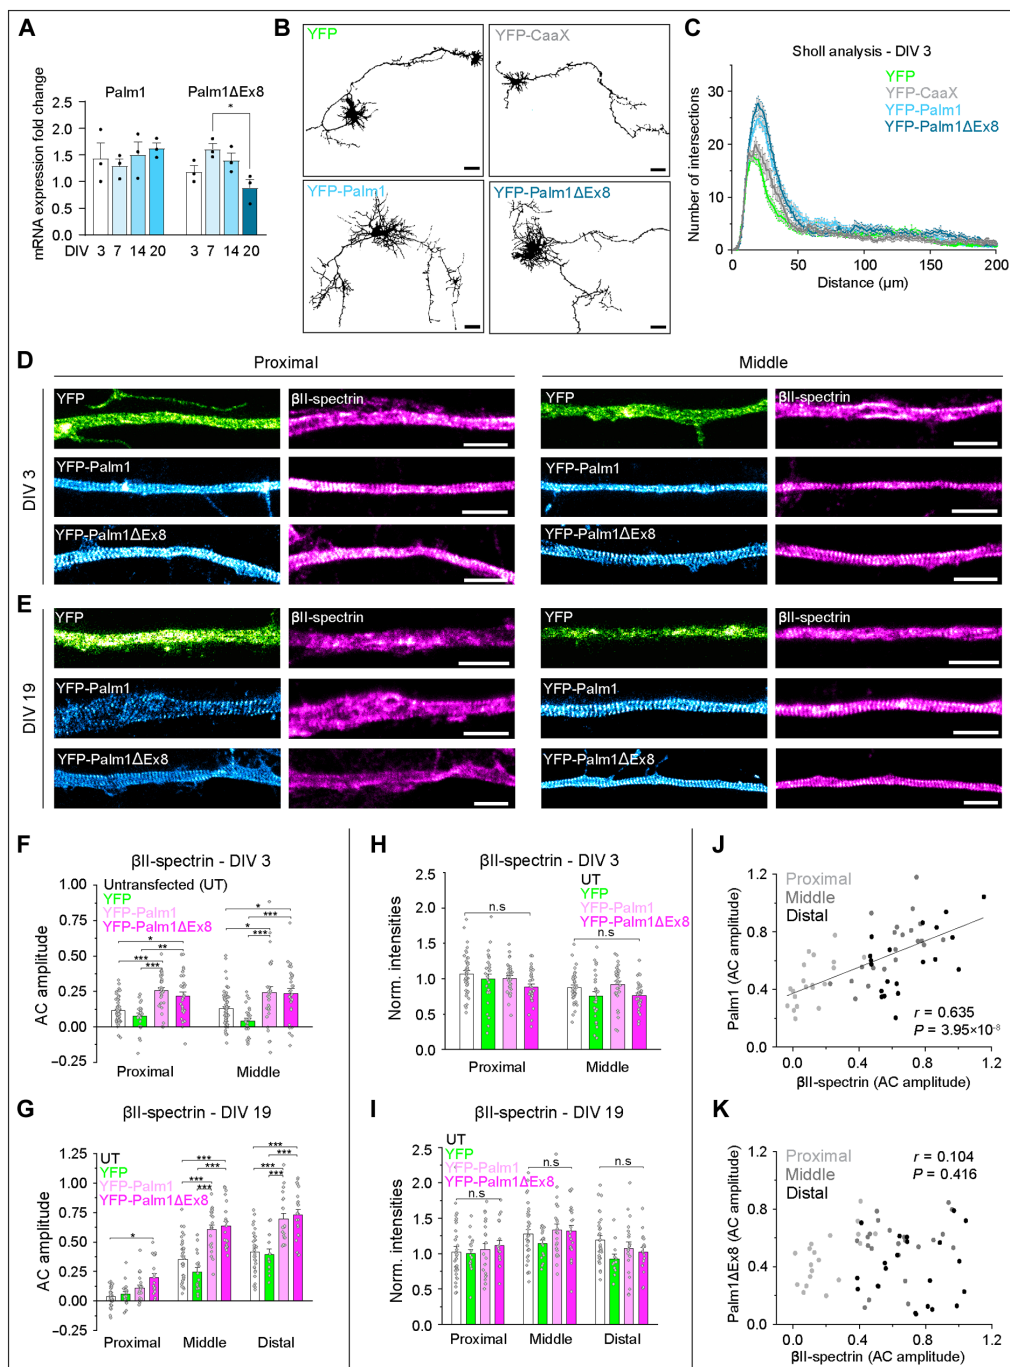 A
Palm1
Palm1ΔEx8
*
mRNA expression fold change
2.5
2.0
1.5
1.0
0.5
0.0
DIV 3 7 14 20 3 7 14 20
B
YFP
YFP-CaaX
YFP-Palm1
YFP-Palm1ΔEx8
C
Sholl analysis - DIV 3
YFP
YFP-CaaX
YFP-Palm1
YFP-Palm1ΔEx8
Number of intersections
30
20
10
0
0 50 100 150 200
Distance (µm)
D
Proximal
Middle
DIV 3
YFP
βII-spectrin
YFP
βII-spectrin
YFP-Palm1
YFP-Palm1
YFP-Palm1ΔEx8
YFP-Palm1ΔEx8
E
DIV 19
YFP
βII-spectrin
YFP
βII-spectrin
YFP-Palm1
YFP-Palm1
YFP-Palm1ΔEx8
YFP-Palm1ΔEx8
F
βII-spectrin - DIV 3
Untransfected (UT)
YFP
YFP-Palm1
YFP-Palm1ΔEx8
AC amplitude
1.00
0.75
0.50
0.25
0.00
−0.25
*
**
***
***
*
***
*
***
Proximal Middle
G
βII-spectrin - DIV 19
UT
YFP
YFP-Palm1
YFP-Palm1ΔEx8
AC amplitude
1.25
1.00
0.75
0.50
0.25
0.00
−0.25
*
***
***
***
***
***
***
***
***
Proximal Middle Distal
H
βII-spectrin - DIV 3
UT
YFP
YFP-Palm1
YFP-Palm1ΔEx8
Norm. intensities
2.5
2.0
1.5
1.0
0.5
0.0
n.s
n.s
Proximal Middle
I
βII-spectrin - DIV 19
UT
YFP
YFP-Palm1
YFP-Palm1ΔEx8
Norm. intensities
2.0
1.5
1.0
0.5
0.0
n.s
n.s
n.s
Proximal Middle Distal
J
Proximal
Middle
Distal
Palm1 (AC amplitude)
1.2
0.8
0.4
0.0
r = 0.635
P = 3.95×10⁻⁸
0.0 0.4 0.8 1.2
βII-spectrin (AC amplitude)
K
Proximal
Middle
Distal
r = 0.104
P = 0.416
Palm1ΔEx8 (AC amplitude)
1.2
0.8
0.4
0.0
0.0 0.4 0.8 1.2
βII-spectrin (AC amplitude)